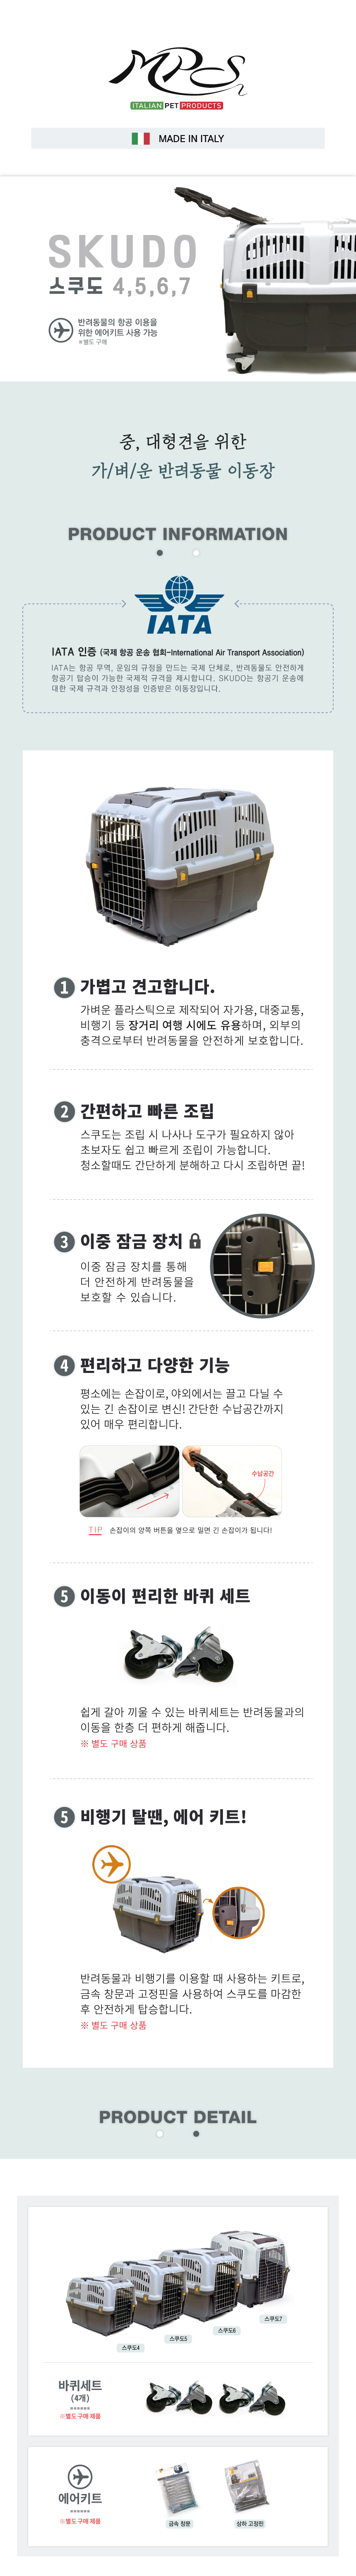 MPS
ITALIAN PET PRODUCTS
MADE IN ITALY
SKUDO
스쿠도 4,5,6,7
반려동물의 항공 이용을
위한 에어키트 사용 가능
※별도 구매
중, 대형견을 위한
가/벼/운 반려동물 이동장
PRODUCT INFORMATION
IATA
IATA 인증 (국제 항공 운송 협회-International Air Transport Association)
IATA는 항공 무역, 운임의 규정을 만드는 국제 단체로, 반려동물도 안전하게
항공기 탑승이 가능한 국제적 규격을 제시합니다. SKUDO는 항공기 운송에
대한 국제 규격과 안정성을 인증받은 이동장입니다.
1 가볍고 견고합니다.
가벼운 플라스틱으로 제작되어 자가용, 대중교통,
비행기 등 장거리 여행 시에도 유용하며, 외부의
충격으로부터 반려동물을 안전하게 보호합니다.
2 간편하고 빠른 조립
스쿠도는 조립 시 나사나 도구가 필요하지 않아
초보자도 쉽고 빠르게 조립이 가능합니다.
청소할때도 간단하게 분해하고 다시 조립하면 끝!
3 이중 잠금 장치
이중 잠금 장치를 통해
더 안전하게 반려동물을
보호할 수 있습니다.
4 편리하고 다양한 기능
평소에는 손잡이로, 야외에서는 끌고 다닐 수
있는 긴 손잡이로 변신! 간단한 수납공간까지
있어 매우 편리합니다.
수납공간
TIP 손잡이의 양쪽 버튼을 옆으로 밀면 긴 손잡이가 됩니다!
5 이동이 편리한 바퀴 세트
쉽게 갈아 끼울 수 있는 바퀴세트는 반려동물과의
이동을 한층 더 편하게 해줍니다.
※ 별도 구매 상품
5 비행기 탈땐, 에어 키트!
반려동물과 비행기를 이용할 때 사용하는 키트로,
금속 창문과 고정핀을 사용하여 스쿠도를 마감한
후 안전하게 탑승합니다.
※ 별도 구매 상품
PRODUCT DETAIL
스쿠도7
스쿠도6
스쿠도5
스쿠도4
바퀴세트
(4개)
※별도 구매 제품
에어키트
※별도 구매 제품
금속 창문
상하 고정핀